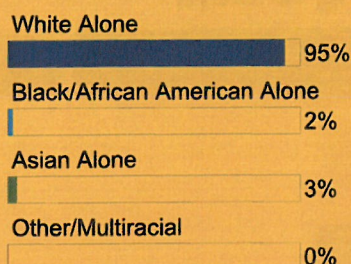 White Alone
95%
Black/African American Alone
2%
Asian Alone
3%
Other/Multiracial
0%